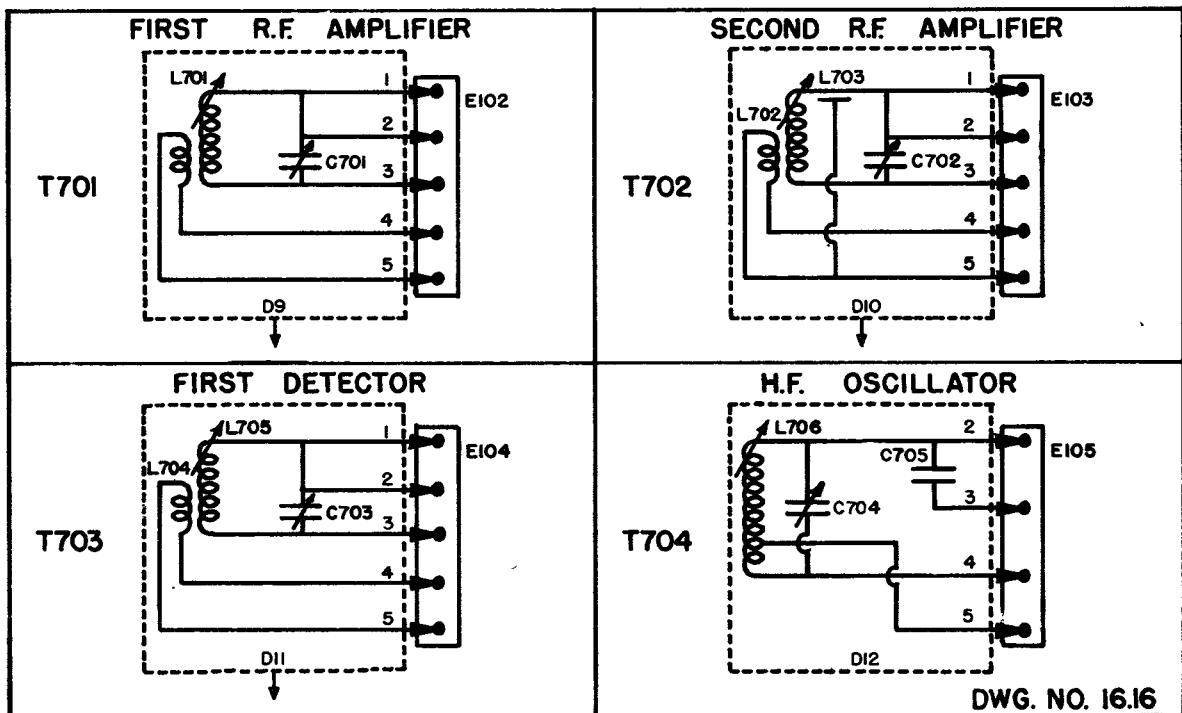 FIRST R.F. AMPLIFIER
L701
1
E102
2
C701
3
T701
4
5
D9
SECOND R.F. AMPLIFIER
L703
1
E103
L702
2
C702
3
T702
4
5
D10
FIRST DETECTOR
L705
1
E104
L704
2
C703
3
T703
4
5
D11
H.F. OSCILLATOR
L706
2
E105
C705
3
C704
T704
4
5
D12
DWG. NO. 16.16